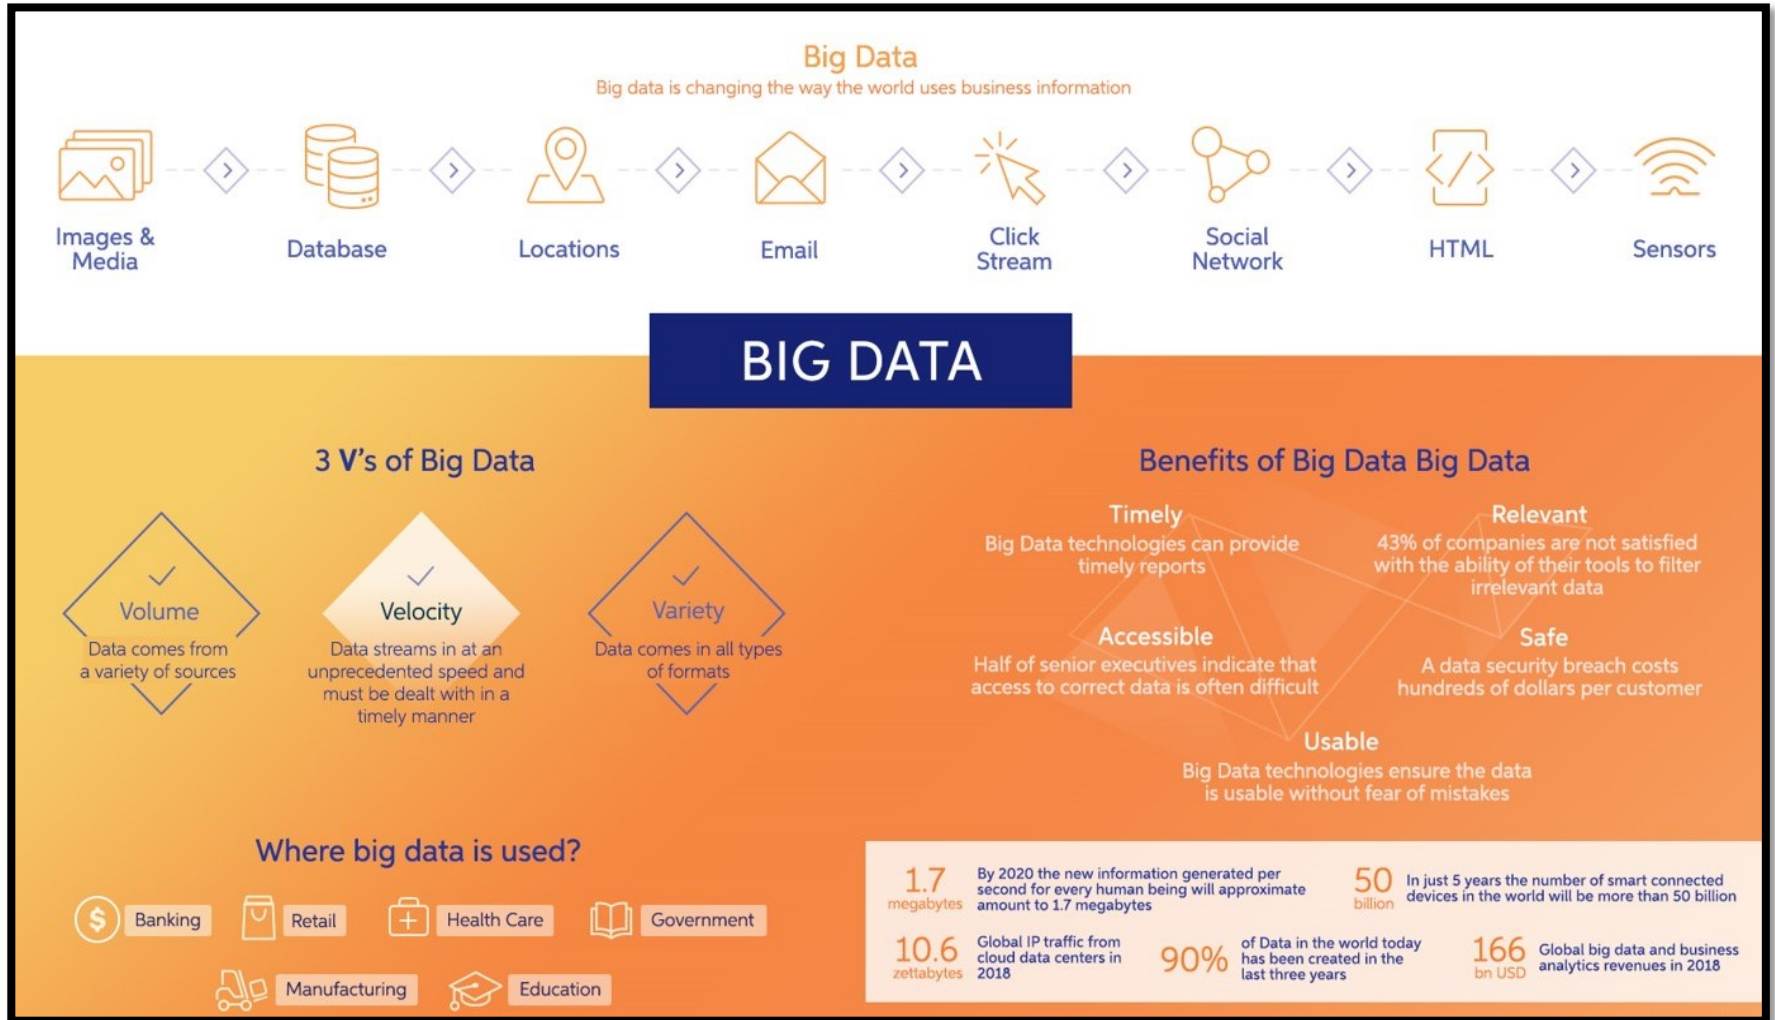 Big Data
Big data is changing the way the world uses business information
Images &
Media
Database
Locations
Email
Click
Stream
Social
Network
HTML
Sensors
BIG DATA
3 V's of Big Data
Volume
Data comes from
a variety of sources
Velocity
Data streams in at an
unprecedented speed and
must be dealt with in a
timely manner
Variety
Data comes in all types
of formats
Benefits of Big Data Big Data
Timely
Big Data technologies can provide
timely reports
Relevant
43% of companies are not satisfied
with the ability of their tools to filter
irrelevant data
Accessible
Half of senior executives indicate that
access to correct data is often difficult
Safe
A data security breach costs
hundreds of dollars per customer
Usable
Big Data technologies ensure the data
is usable without fear of mistakes
Where big data is used?
$
Banking
Retail
Health Care
Government
Manufacturing
Education
1.7
megabytes
By 2020 the new information generated per
second for every human being will approximate
amount to 1.7 megabytes
50
billion
In just 5 years the number of smart connected
devices in the world will be more than 50 billion
10.6
zettabytes
Global IP traffic from
cloud data centers in
2018
90%
of Data in the world today
has been created in the
last three years
166
bn USD
Global big data and business
analytics revenues in 2018